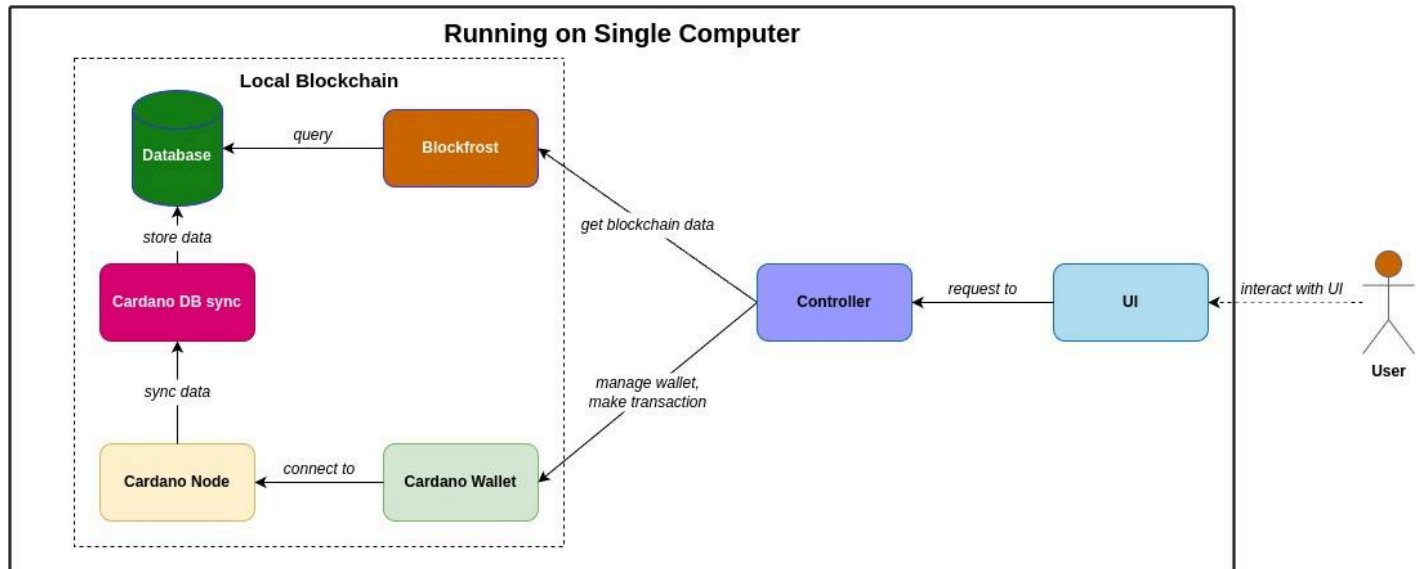 Running on Single Computer
Local Blockchain
Database
query
Blockfrost
store data
get blockchain data
Cardano DB sync
Controller
request to
UI
interact with UI
User
sync data
manage wallet,
make transaction
Cardano Node
connect to
Cardano Wallet